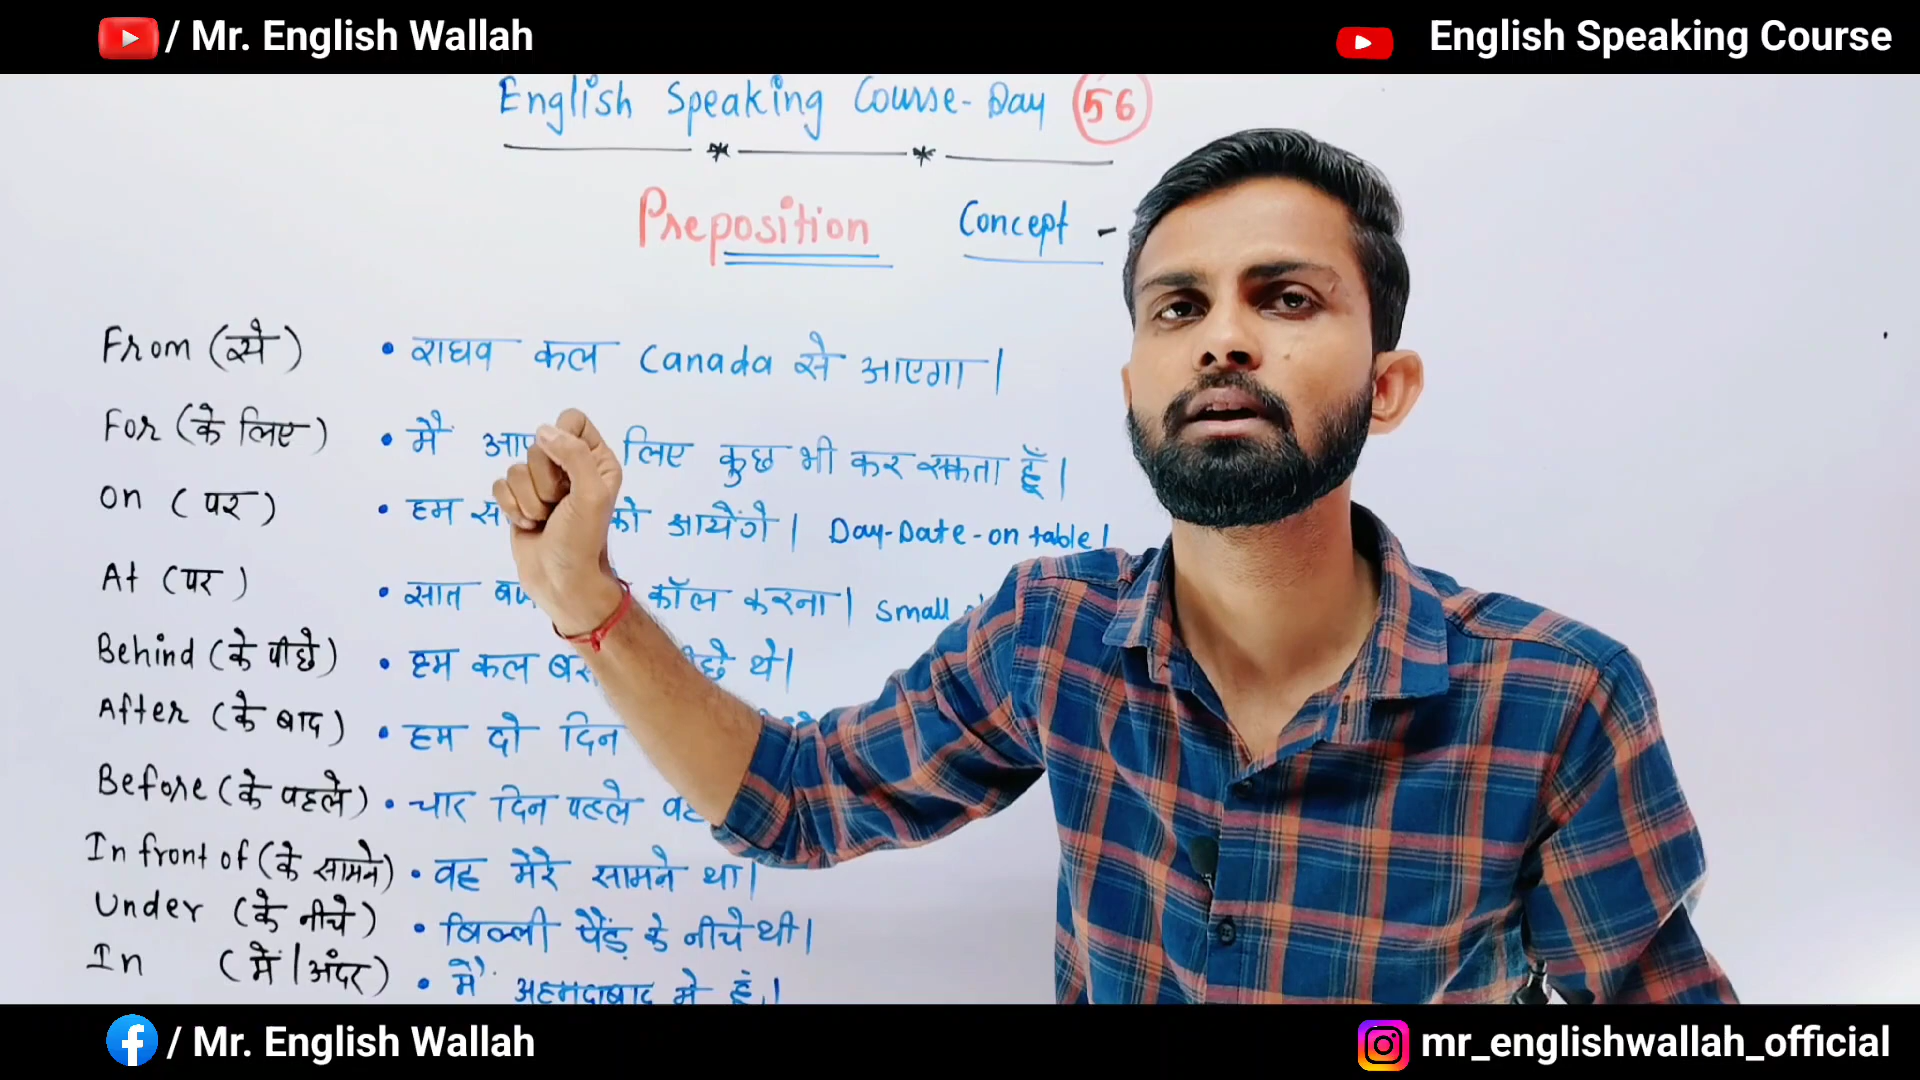 / Mr. English Wallah
English Speaking Course
English Speaking Course - Day 56
Preposition Concept -
From (से) • राघव कल Canada से आएगा।
For (के लिए) • मैं लिए कुछ भी कर सकता हूँ।
on (पर) • हम को आयेंगे। Day-Date-on table।
At (पर) • सात कॉल करना। small
Behind (के पीछे) • हम कल थे।
After (के बाद) • हम दो दिन
Before (के पहले) • चार दिन पहले
In front of (के सामने) • वह मेरे सामने था।
Under (के नीचे) • बिल्ली पैड़ के नीचे थी।
In (में/अंदर) • मैं अहमदाबाद मे हूं।
/ Mr. English Wallah
mr_englishwallah_official